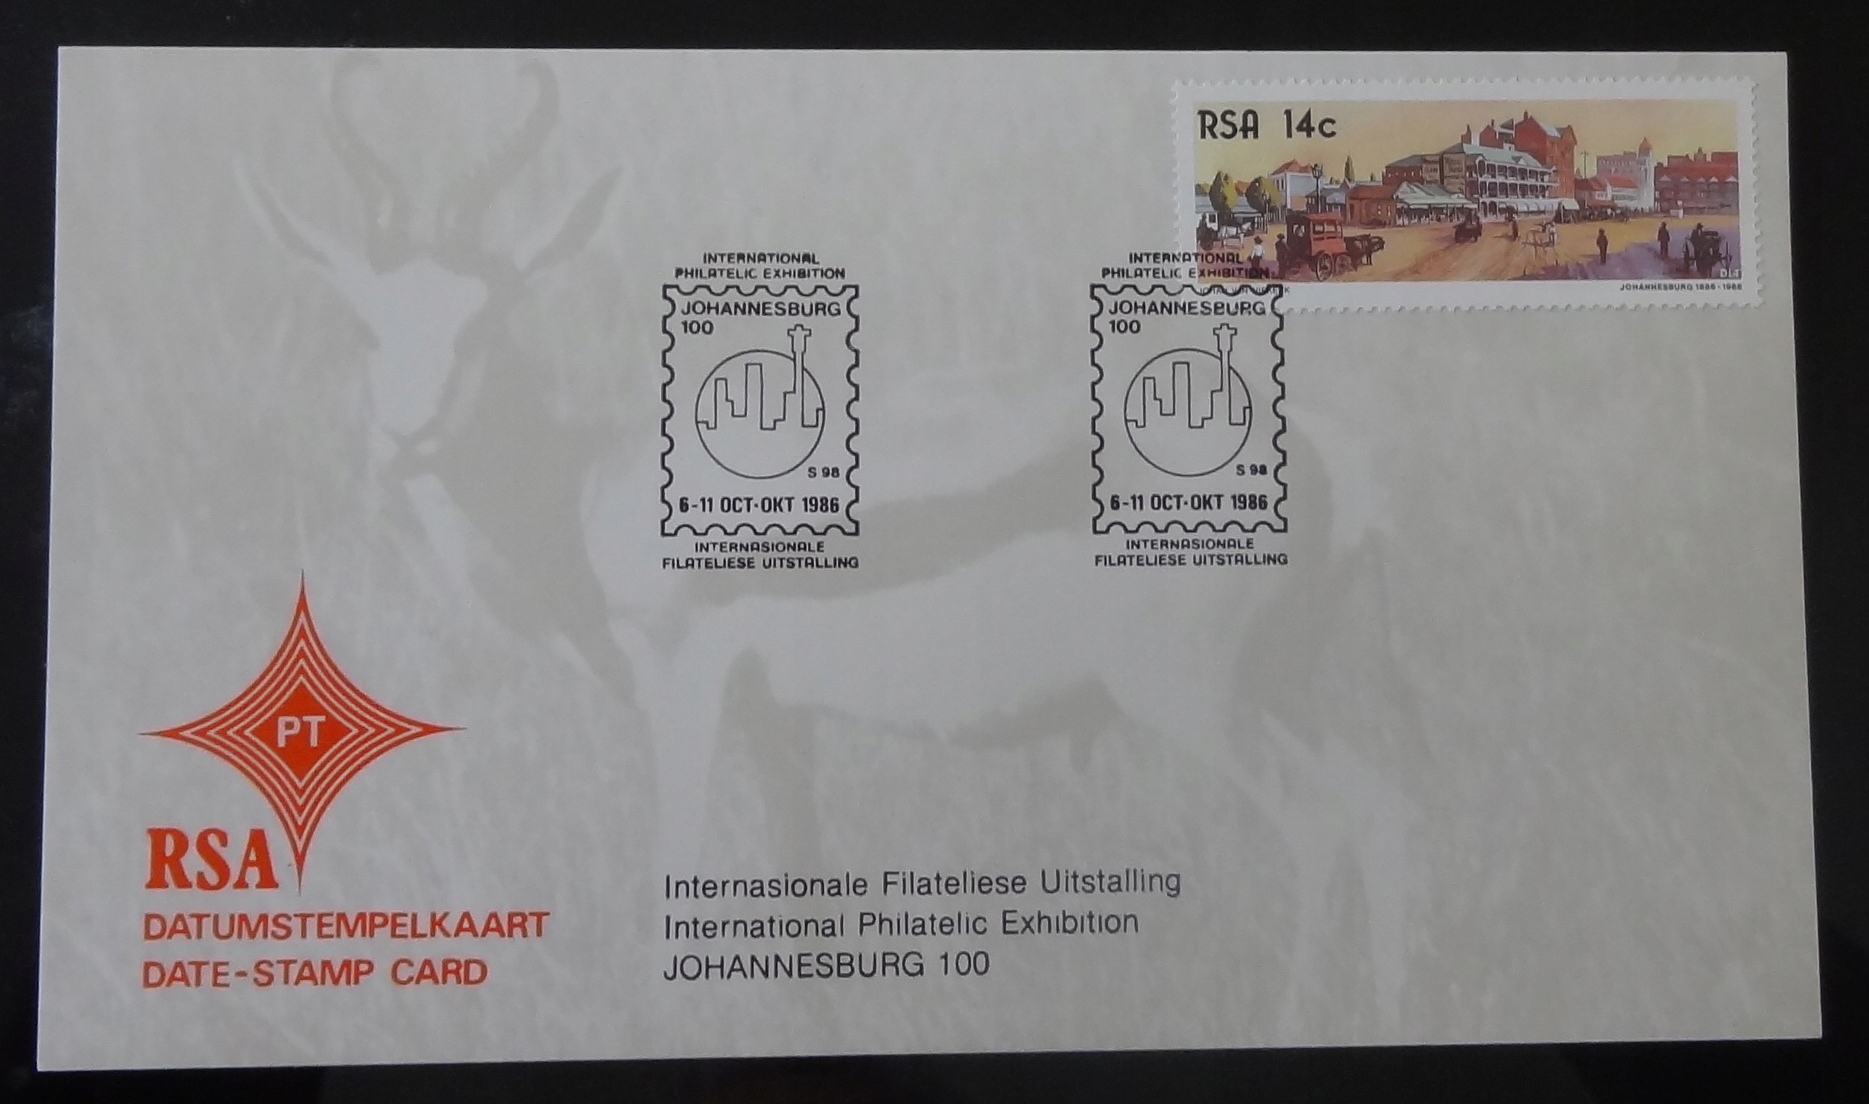 RSA 14c
DLT
JOHANNESBURG 1886 - 1986
INTERNATIONAL
PHILATELIC EXHIBITION
JOHANNESBURG
100
S 98
6-11 OCT·OKT 1986
INTERNASIONALE
FILATELIESE UITSTALLING
INTERNATIONAL
PHILATELIC EXHIBITION
JOHANNESBURG
100
S 98
6-11 OCT·OKT 1986
INTERNASIONALE
FILATELIESE UITSTALLING
PT
RSA
DATUMSTEMPELKAART
DATE-STAMP CARD
Internasionale Filateliese Uitstalling
International Philatelic Exhibition
JOHANNESBURG 100